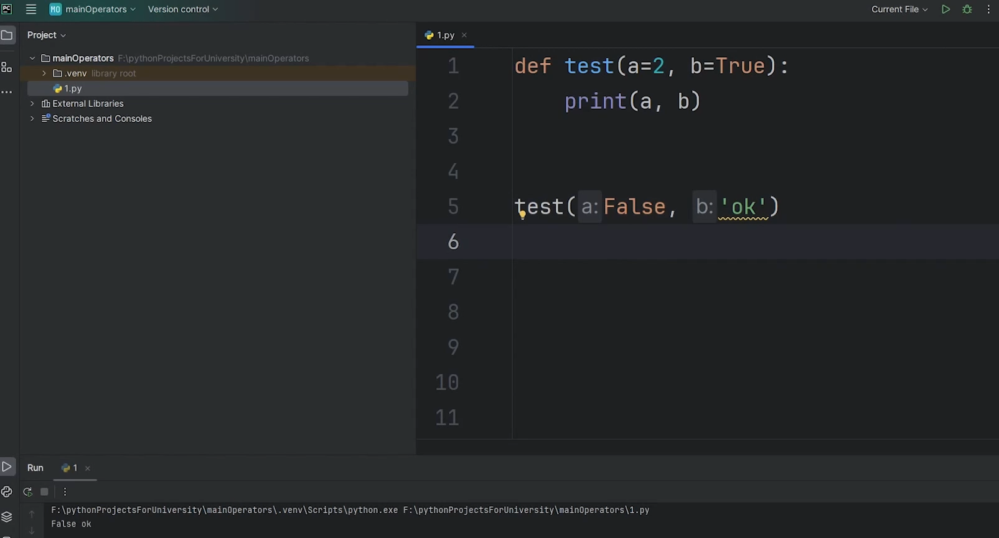 PC MO mainOperators Version control Current File
Project
1.py
mainOperators F:\pythonProjectsForUniversity\mainOperators
.venv library root
1.py
External Libraries
Scratches and Consoles
1 def test(a=2, b=True):
2 print(a, b)
3
4
5 test(a: False, b: 'ok')
6
7
8
9
10
11
Run 1
F:\pythonProjectsForUniversity\mainOperators\.venv\Scripts\python.exe F:\pythonProjectsForUniversity\mainOperators\1.py
False ok